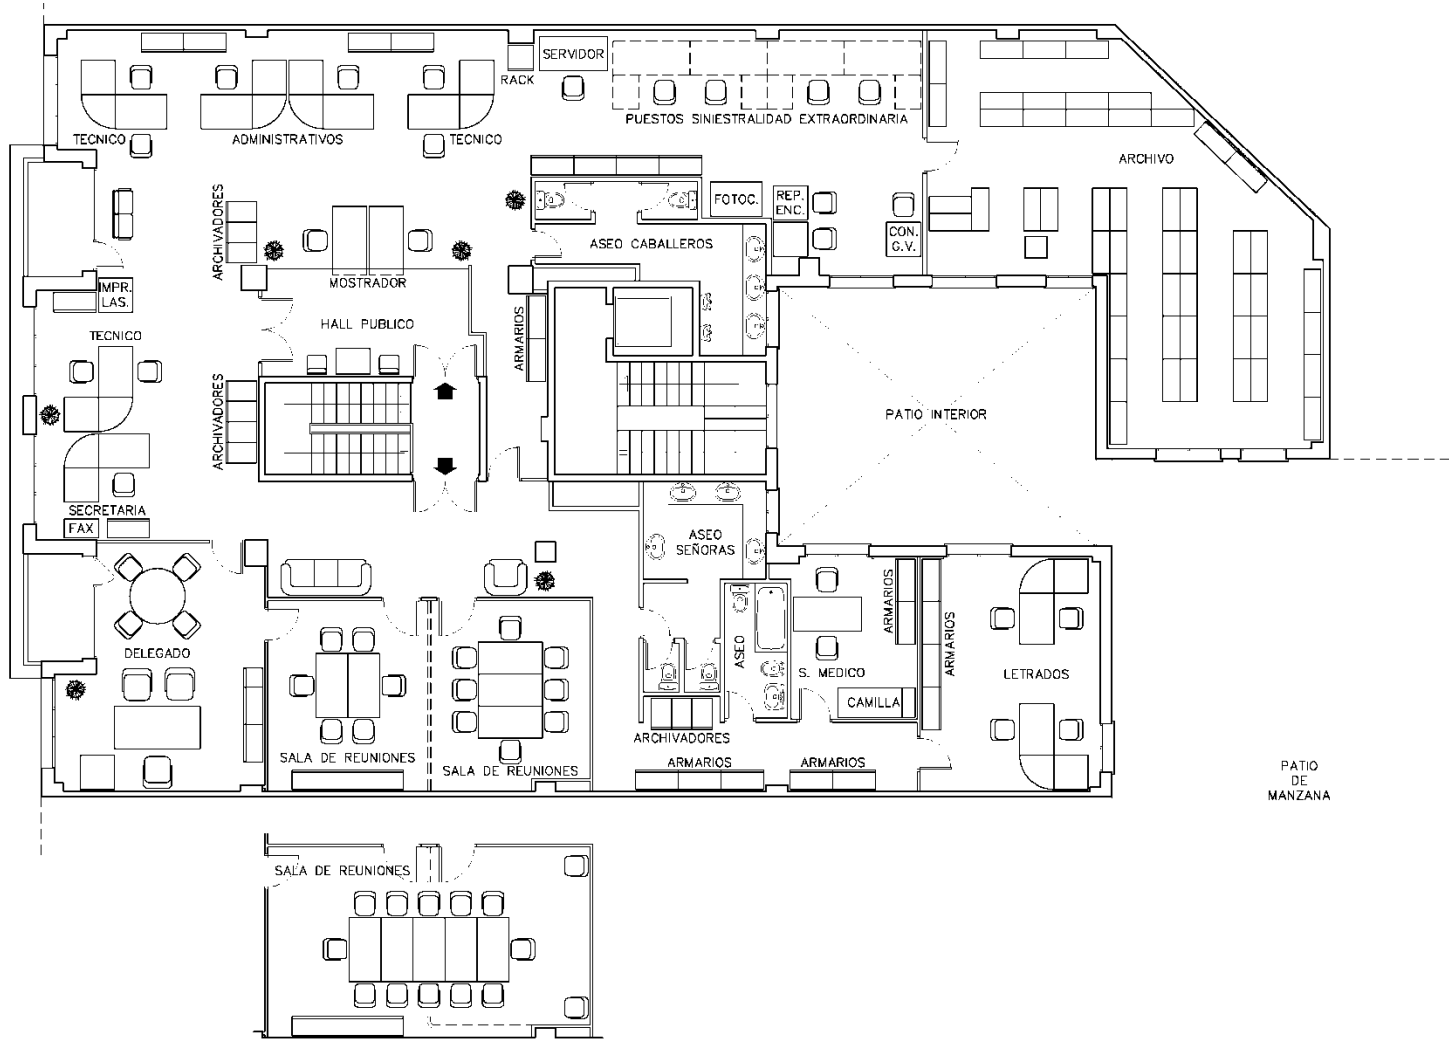 SERVIDOR
RACK
TECNICO
ADMINISTRATIVOS
TECNICO
PUESTOS SINIESTRALIDAD EXTRAORDINARIA
ARCHIVO
ARCHIVADORES
FOTOC.
REP.
ENC.
CON.
G.V.
ASEO CABALLEROS
IMPR.
LAS.
MOSTRADOR
HALL PUBLICO
ARMARIOS
TECNICO
ARCHIVADORES
PATIO INTERIOR
SECRETARIA
FAX
ASEO
SEÑORAS
DELEGADO
ASEO
ARMARIOS
S. MEDICO
CAMILLA
ARMARIOS
LETRADOS
ARCHIVADORES
SALA DE REUNIONES
SALA DE REUNIONES
ARMARIOS
ARMARIOS
PATIO
DE
MANZANA
SALA DE REUNIONES